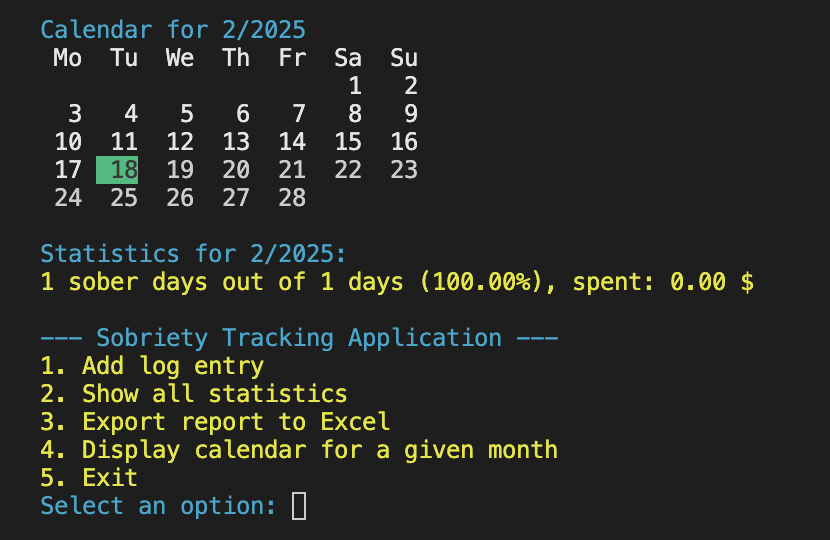 Calendar for 2/2025
Mo Tu We Th Fr Sa Su
1 2
3 4 5 6 7 8 9
10 11 12 13 14 15 16
17 18 19 20 21 22 23
24 25 26 27 28
Statistics for 2/2025:
1 sober days out of 1 days (100.00%), spent: 0.00 $
--- Sobriety Tracking Application ---
1. Add log entry
2. Show all statistics
3. Export report to Excel
4. Display calendar for a given month
5. Exit
Select an option: